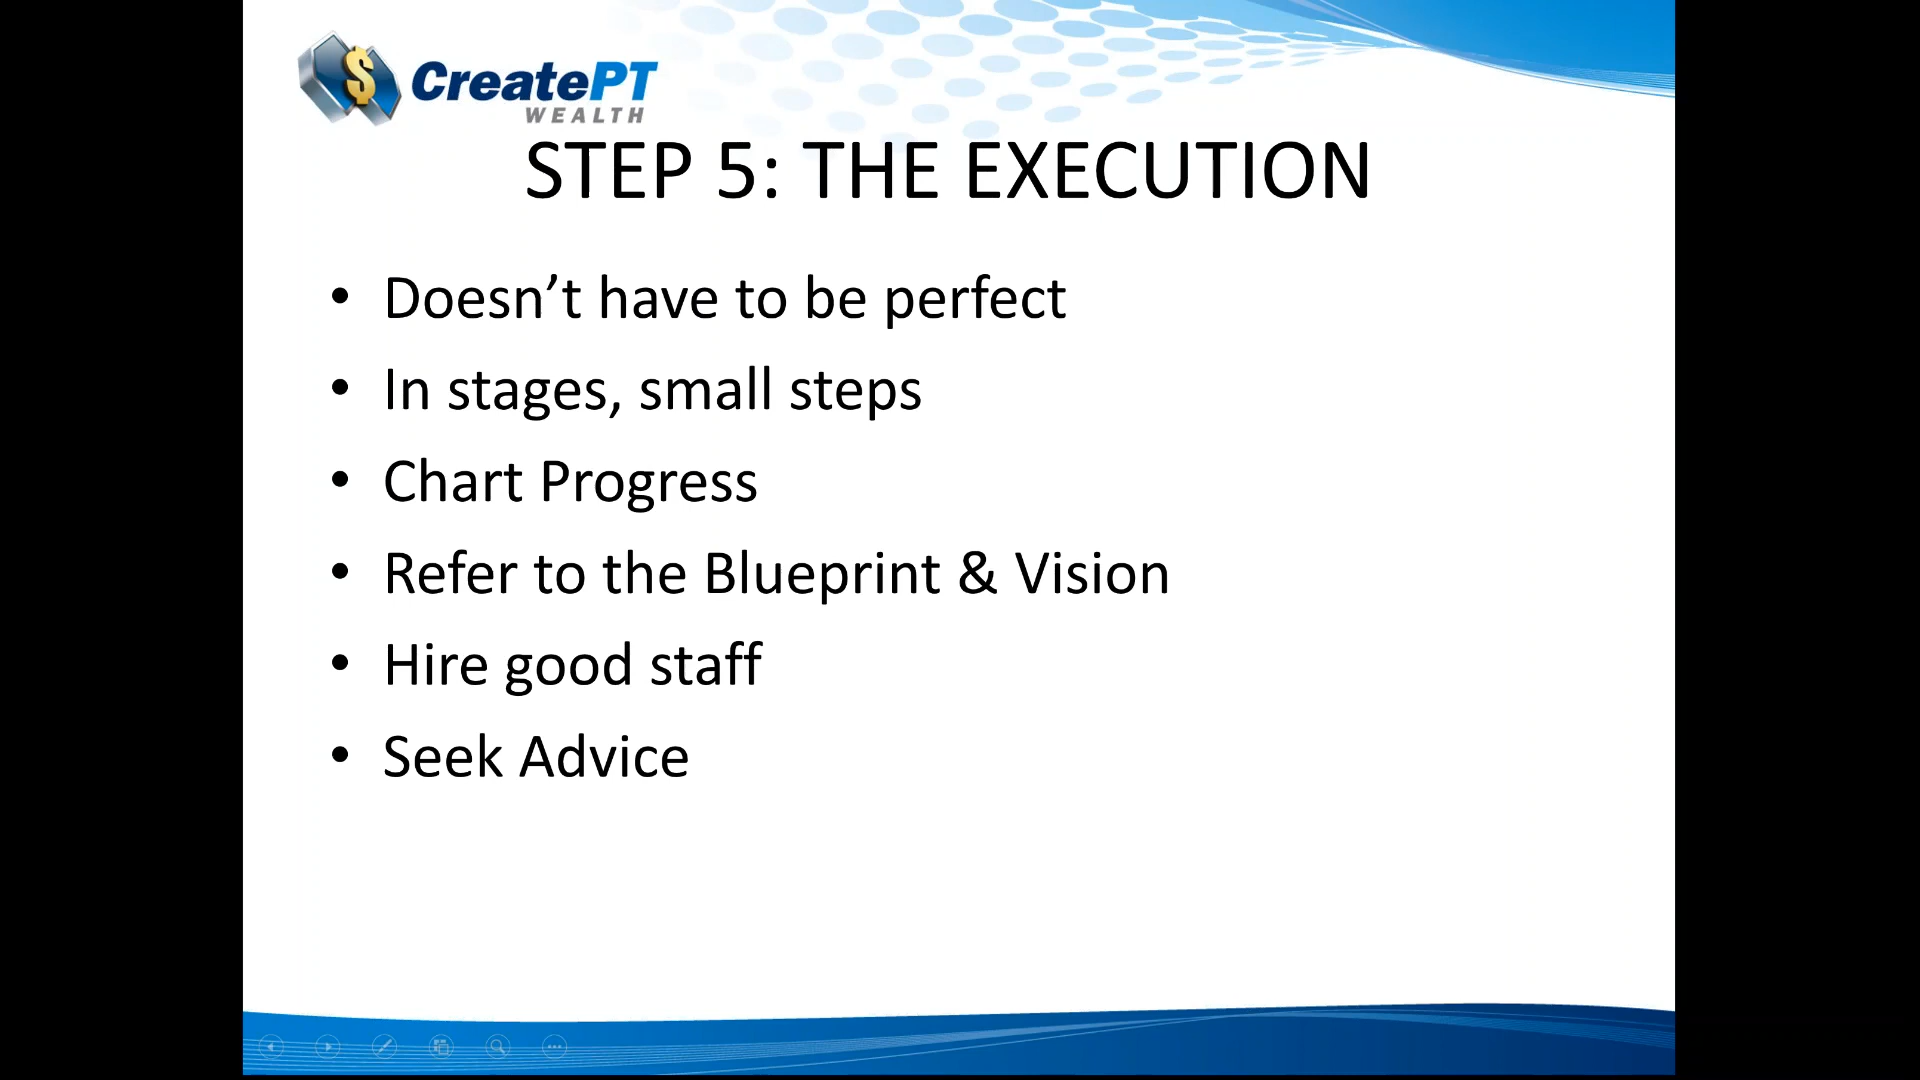 $
CreatePT
WEALTH
STEP 5: THE EXECUTION
• Doesn’t have to be perfect
• In stages, small steps
• Chart Progress
• Refer to the Blueprint & Vision
• Hire good staff
• Seek Advice